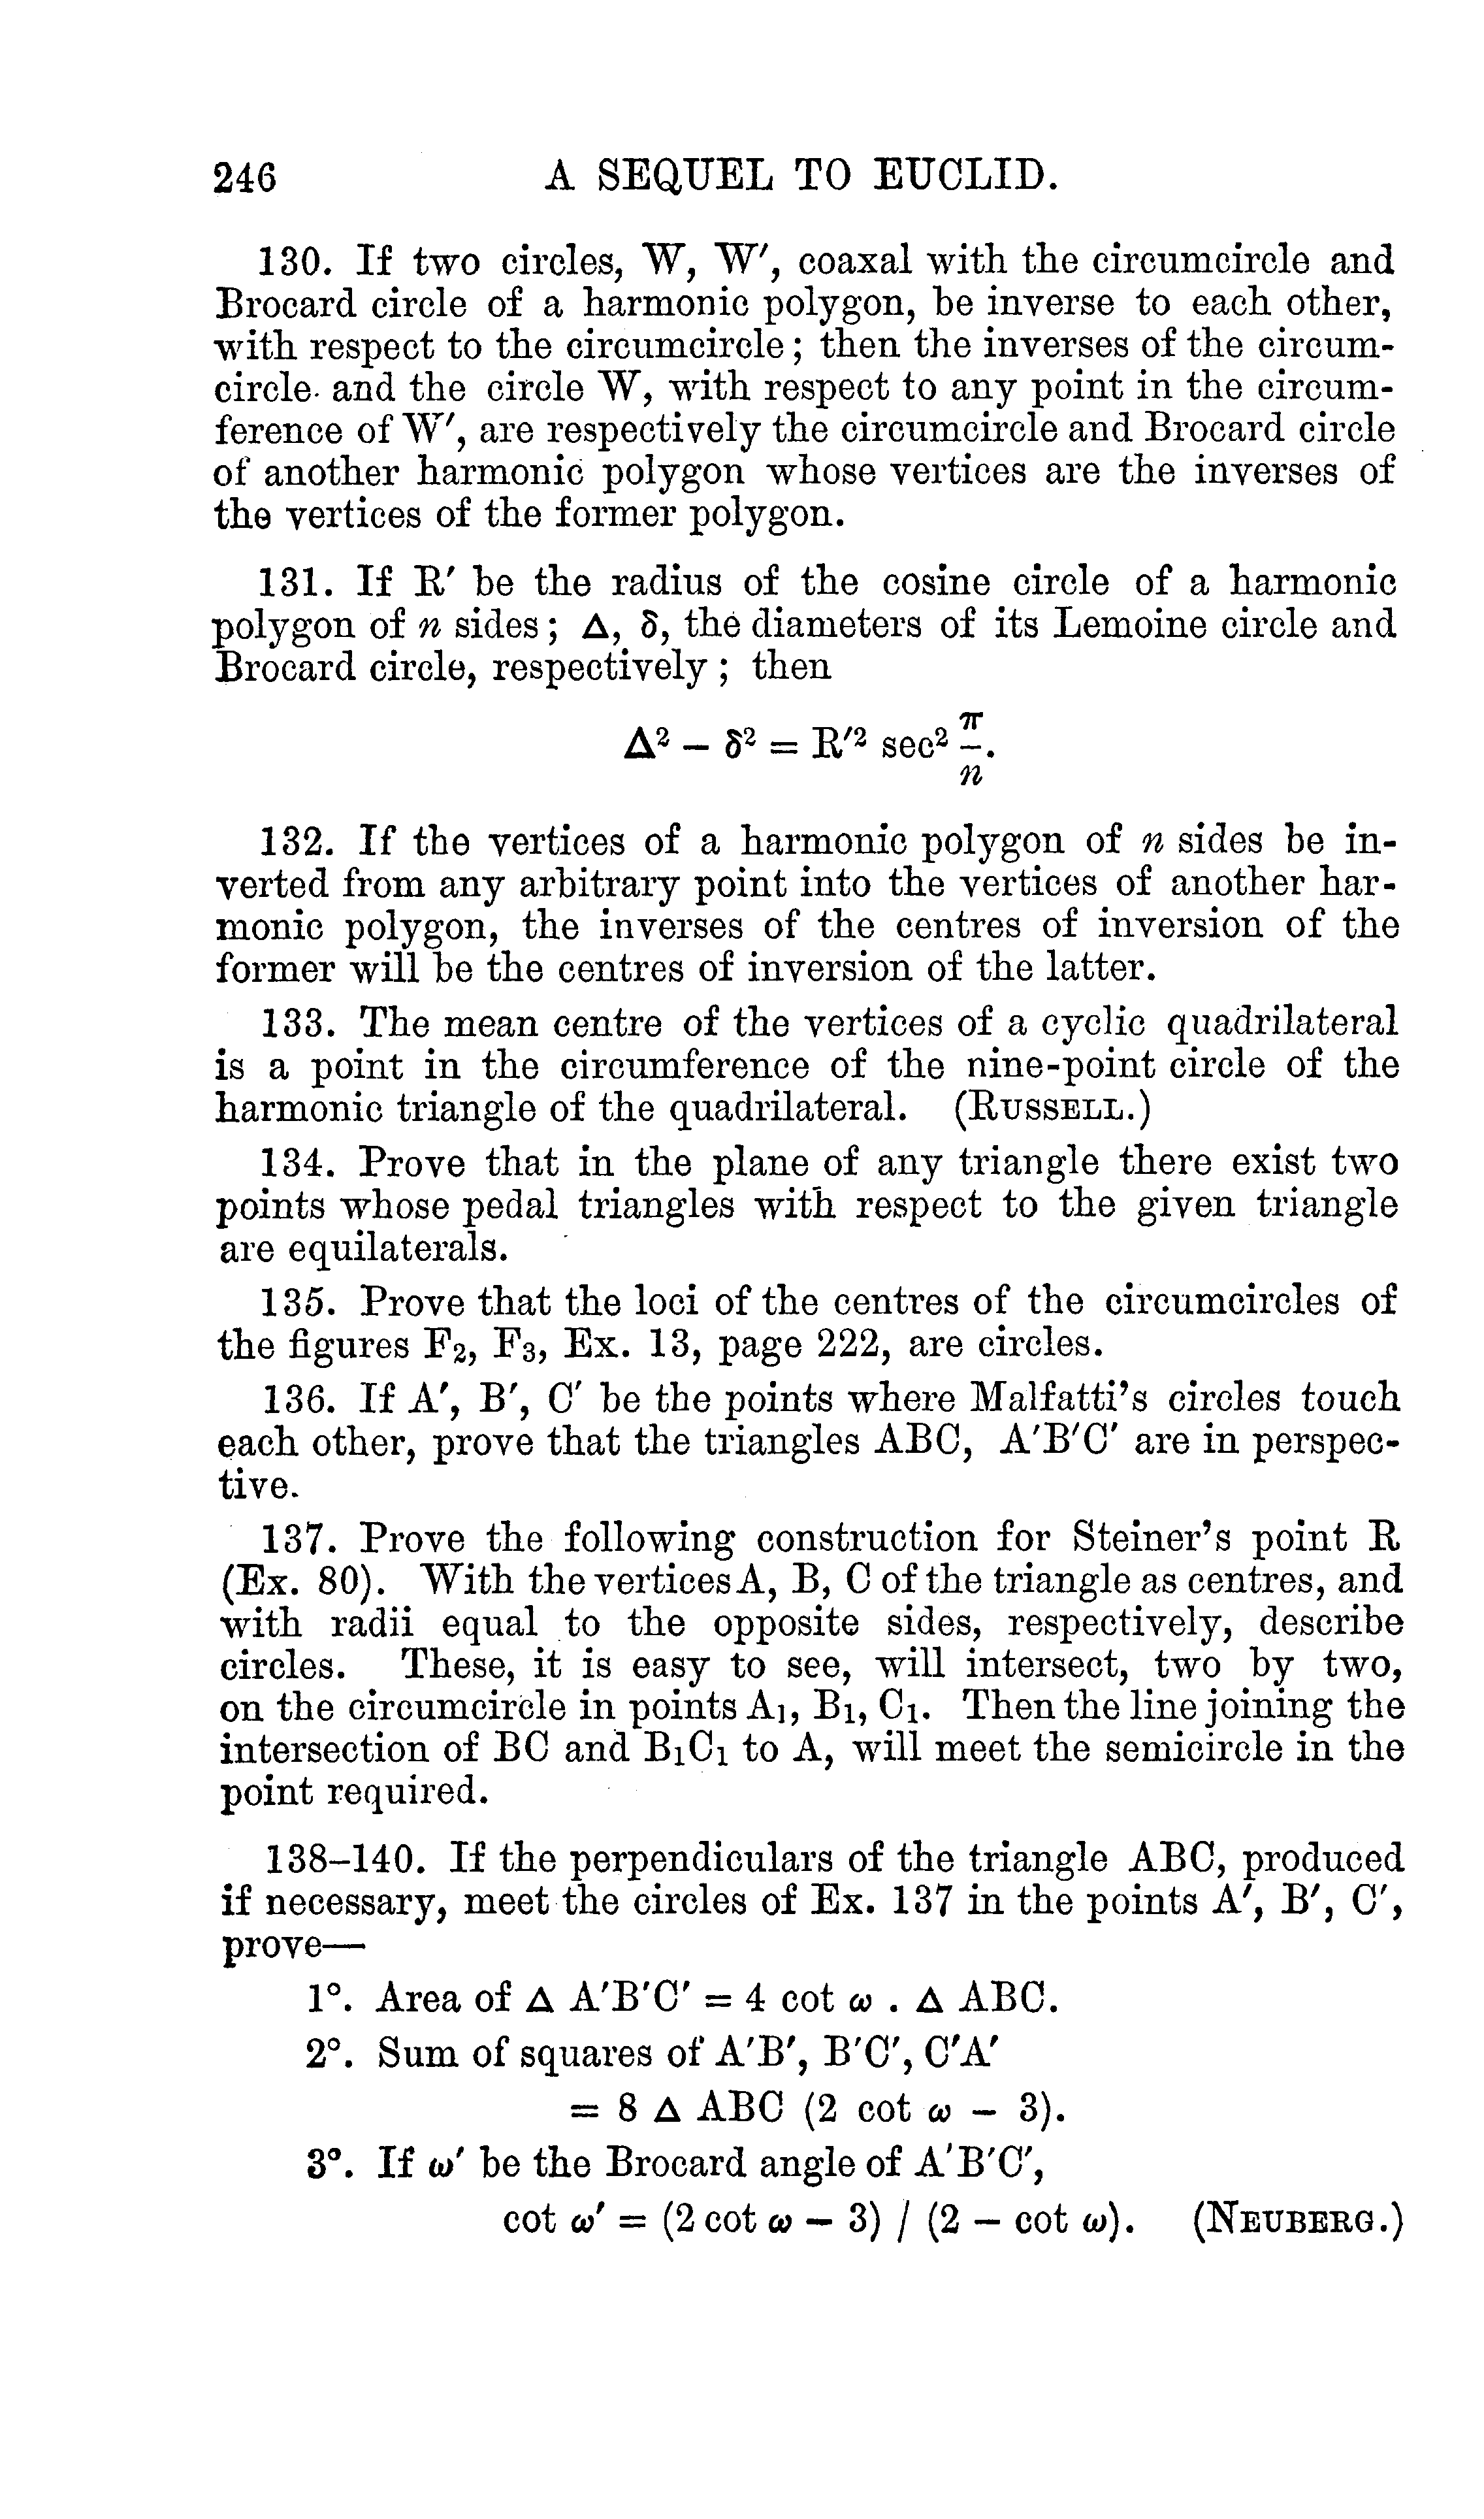 246 A SEQUEL TO EUCLID.
130. If two circles, W, W′, coaxal with the circumcircle and
Brocard circle of a harmonic polygon, be inverse to each other,
with respect to the circumcircle; then the inverses of the circum-
circle and the circle W, with respect to any point in the circum-
ference of W′, are respectively the circumcircle and Brocard circle
of another harmonic polygon whose vertices are the inverses of
the vertices of the former polygon.
131. If R′ be the radius of the cosine circle of a harmonic
polygon of n sides; Δ, δ, the diameters of its Lemoine circle and
Brocard circle, respectively; then
Δ² − δ² = R′² sec² π/n.
132. If the vertices of a harmonic polygon of n sides be in-
verted from any arbitrary point into the vertices of another har-
monic polygon, the inverses of the centres of inversion of the
former will be the centres of inversion of the latter.
133. The mean centre of the vertices of a cyclic quadrilateral
is a point in the circumference of the nine-point circle of the
harmonic triangle of the quadrilateral. (RUSSELL.)
134. Prove that in the plane of any triangle there exist two
points whose pedal triangles with respect to the given triangle
are equilaterals.
135. Prove that the loci of the centres of the circumcircles of
the figures F₂, F₃, Ex. 13, page 222, are circles.
136. If A′, B′, C′ be the points where Malfatti's circles touch
each other, prove that the triangles ABC, A′B′C′ are in perspec-
tive.
137. Prove the following construction for Steiner's point R
(Ex. 80). With the vertices A, B, C of the triangle as centres, and
with radii equal to the opposite sides, respectively, describe
circles. These, it is easy to see, will intersect, two by two,
on the circumcircle in points A₁, B₁, C₁. Then the line joining the
intersection of BC and B₁C₁ to A, will meet the semicircle in the
point required.
138–140. If the perpendiculars of the triangle ABC, produced
if necessary, meet the circles of Ex. 137 in the points A′, B′, C′,
prove—
1°. Area of Δ A′B′C′ = 4 cot ω . Δ ABC.
2°. Sum of squares of A′B′, B′C′, C′A′
= 8 Δ ABC (2 cot ω − 3).
3°. If ω′ be the Brocard angle of A′B′C′,
cot ω′ = (2 cot ω − 3) / (2 − cot ω). (NEUBERG.)